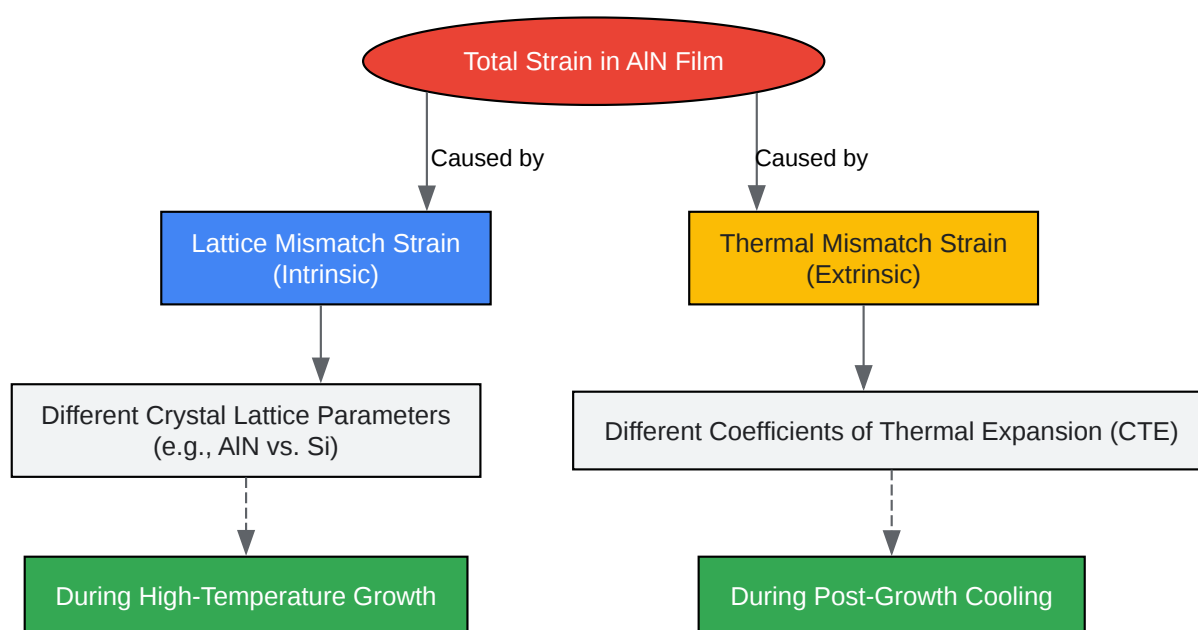 Total Strain in AlN Film
Caused by
Caused by
Lattice Mismatch Strain
(Intrinsic)
Thermal Mismatch Strain
(Extrinsic)
Different Crystal Lattice Parameters
(e.g., AlN vs. Si)
Different Coefficients of Thermal Expansion (CTE)
During High-Temperature Growth
During Post-Growth Cooling